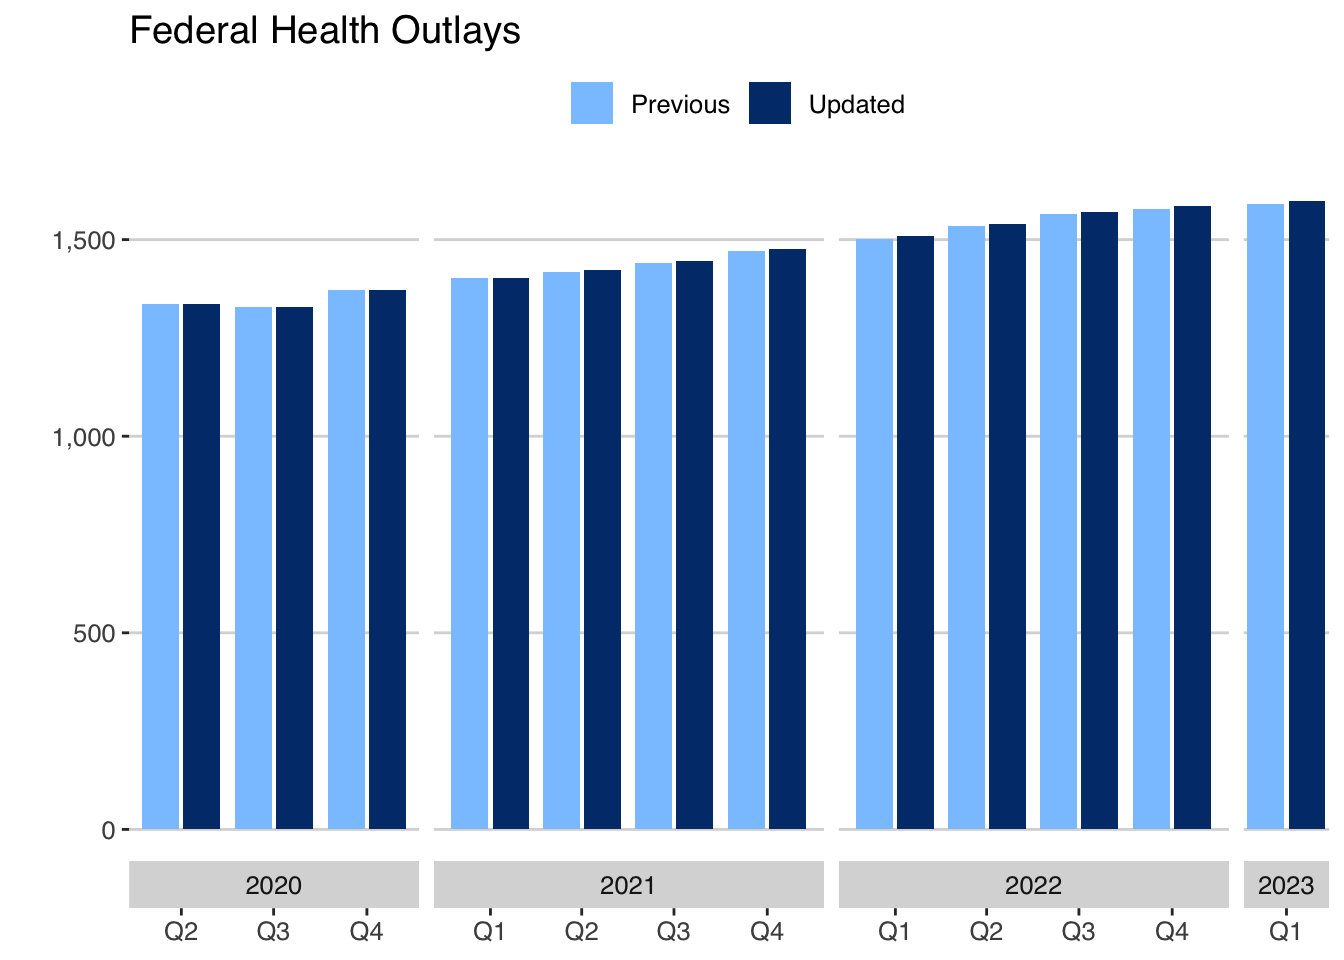 Federal Health Outlays
Previous Updated
1,500
1,000
500
0
2020 2021 2022 2023
Q2 Q3 Q4 Q1 Q2 Q3 Q4 Q1 Q2 Q3 Q4 Q1